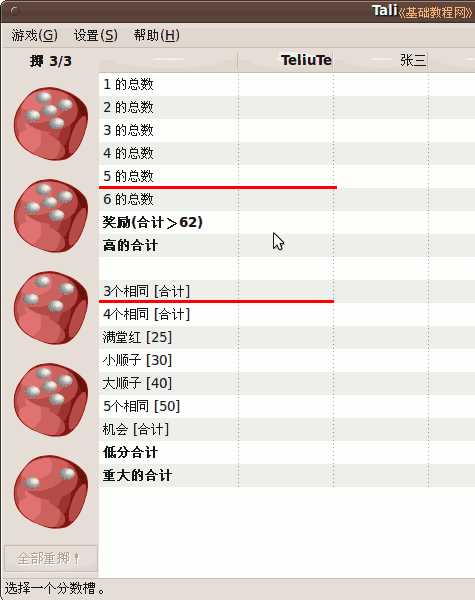 Tali《基础教程网》
游戏(G) 设置(S) 帮助(H)
掷 3/3 TeliuTe 张三
1 的总数
2 的总数
3 的总数
4 的总数
5 的总数
6 的总数
奖励(合计＞62)
高的合计
3个相同 [合计]
4个相同 [合计]
满堂红 [25]
小顺子 [30]
大顺子 [40]
5个相同 [50]
机会 [合计]
低分合计
重大的合计
全部重掷！
选择一个分数槽。